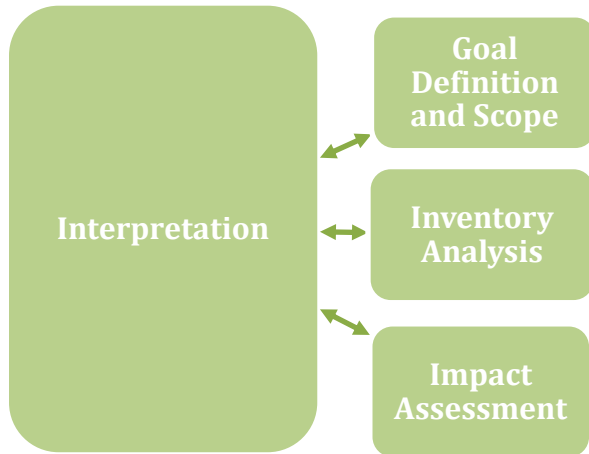 Interpretation
Goal
Definition
and Scope
Inventory
Analysis
Impact
Assessment